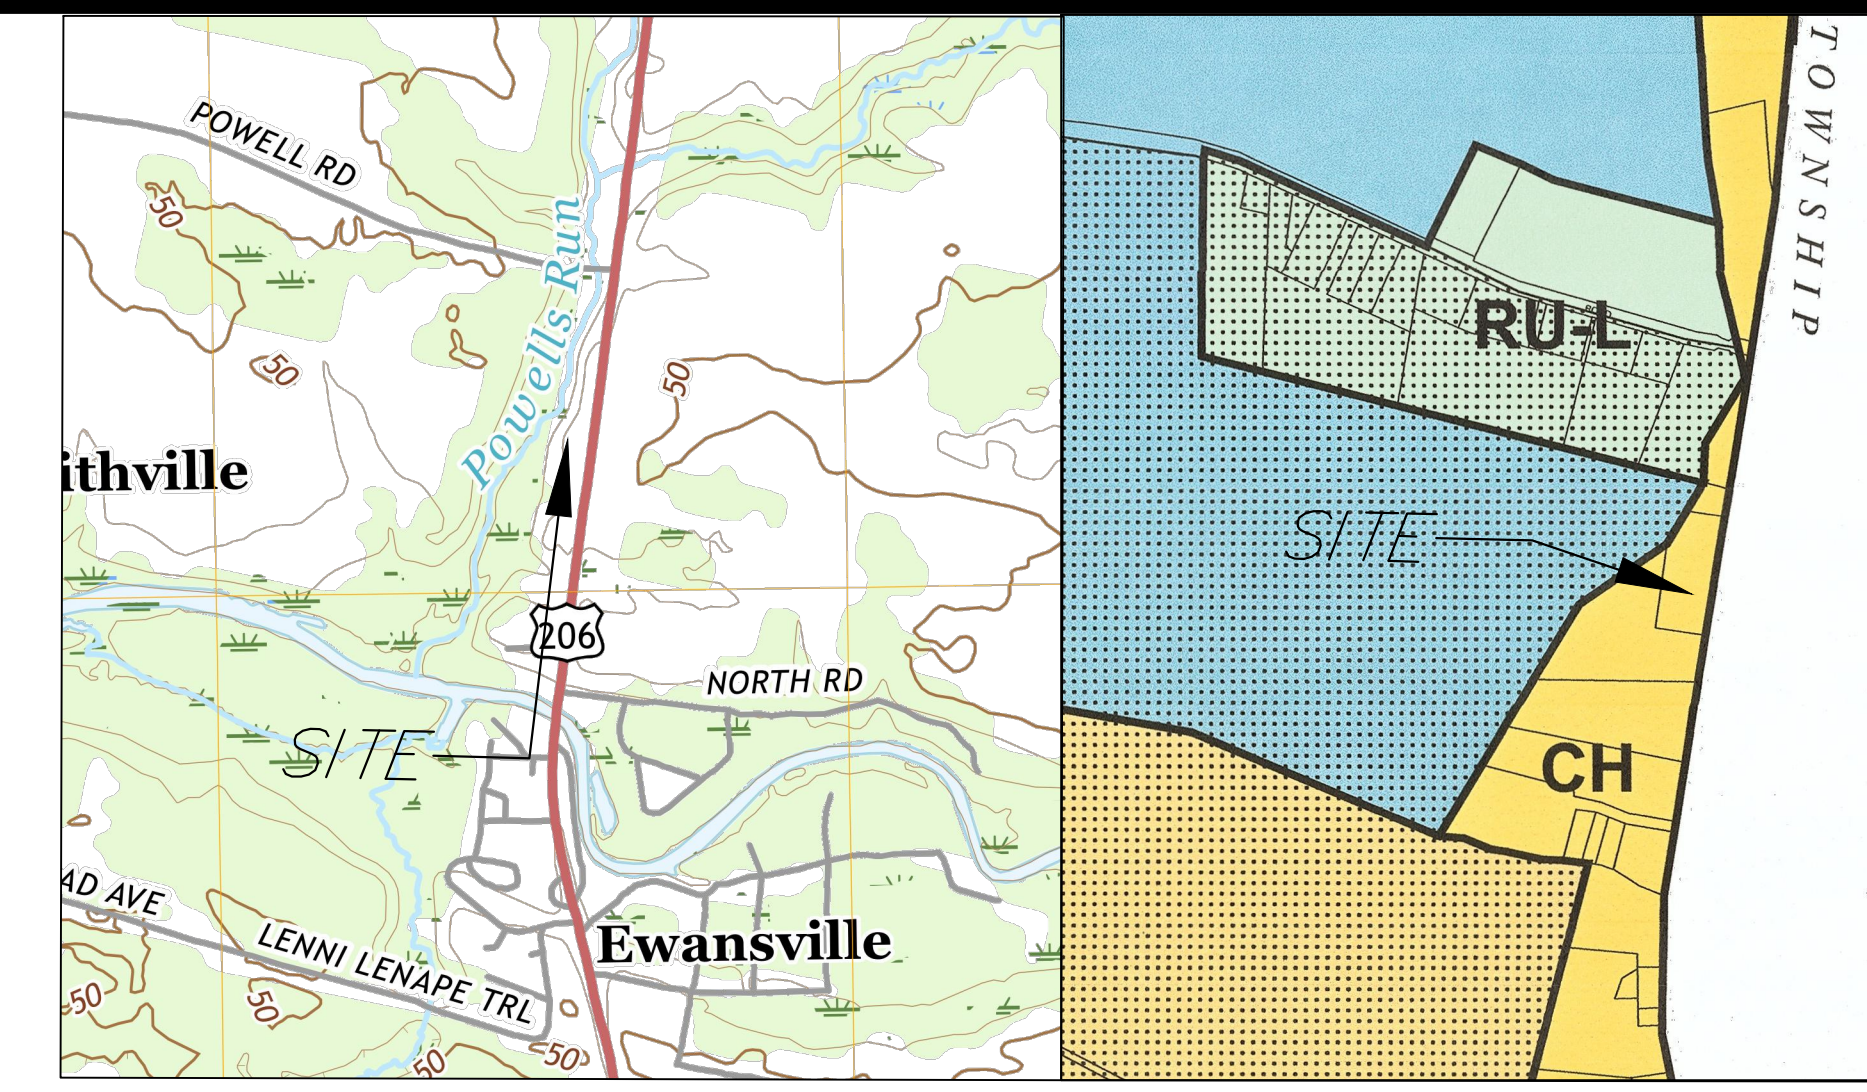 POWELL RD
50
Powells Run
50
50
ithville
206
NORTH RD
SITE
AD AVE
LENNI LENAPE TRL
Ewansville
50
50
50
50
TOWNSHIP
RU-L
SITE
CH